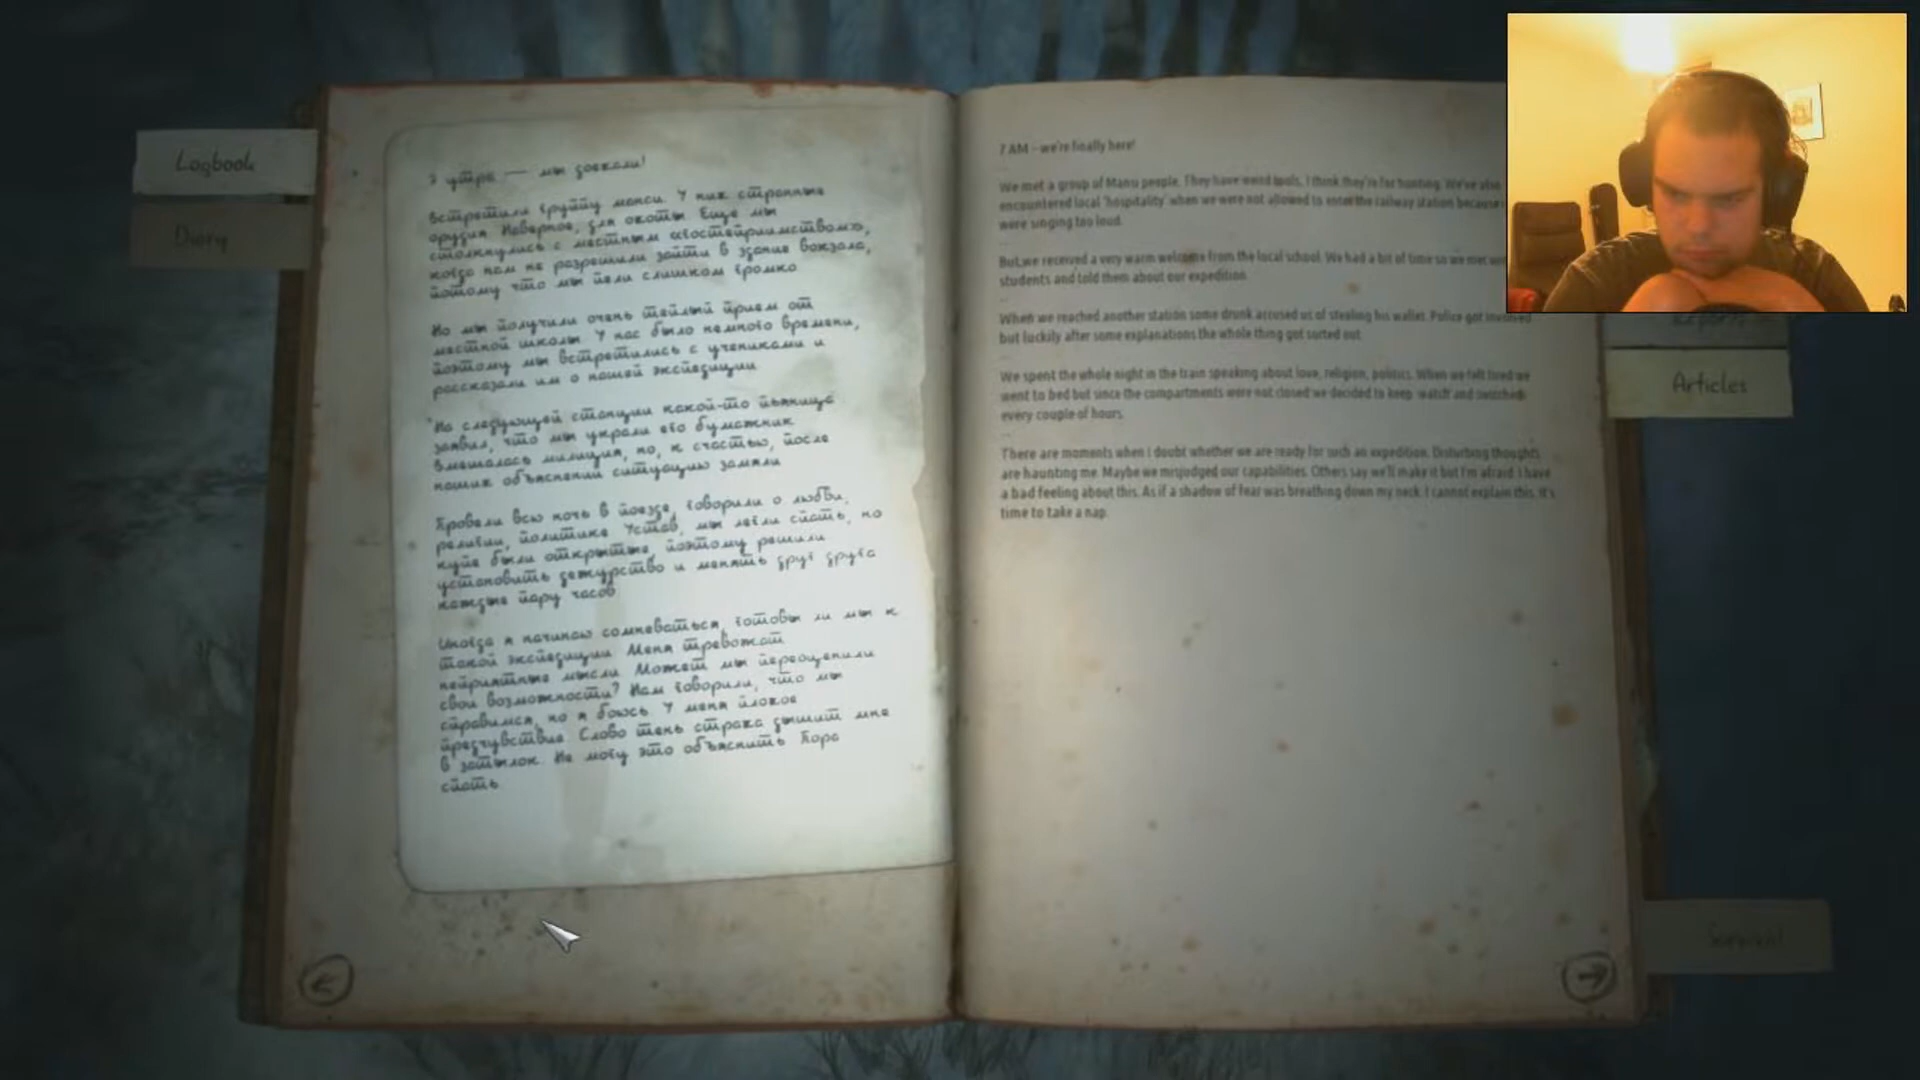 Logbook
Diary
7 утра — мы доехали!
Встретили группу манси. У них странные
орудия. Наверное, для охоты. Еще мы
столкнулись с местным «гостеприимством»,
когда нам не разрешили зайти в здание вокзала,
потому что мы пели слишком громко
Но мы получили очень теплый прием от
местной школы. У нас было немного времени,
поэтому мы встретились с учениками и
рассказали им о нашей экспедиции
На следующей станции какой-то пьяница
заявил, что мы украли его бумажник
Вмешалась милиция, но, к счастью, после
наших объяснений ситуацию замяли
Провели всю ночь в поезде, говорили о любви,
религии, политике. Устав, мы легли спать, но
купе были открытые, поэтому решили
установить дежурство и менять друг друга
каждые пару часов
Иногда я начинаю сомневаться, готовы ли мы к
такой экспедиции. Меня тревожат
неприятные мысли. Может мы переоценили
свои возможности? Нам говорили, что мы
справимся, но я боюсь. У меня плохое
предчувствие. Слово тень страха дышит мне
в затылок. Не могу это объяснить. Пора
спать
7 AM - we're finally here!
We met a group of Mansi people. They have weird tools, I think they're for hunting. We've also
encountered local 'hospitality' when we were not allowed to enter the railway station because
were singing too loud.
But we received a very warm welcome from the local school. We had a bit of time so we met
students and told them about our expedition.
When we reached another station some drunk accused us of stealing his wallet. Police got involved
but luckily after some explanations the whole thing got sorted out.
We spent the whole night in the train speaking about love, religion, politics. When we felt tired we
went to bed but since the compartments were not closed we decided to keep watch and switched
every couple of hours.
There are moments when I doubt whether we are ready for such an expedition. Disturbing thoughts
are haunting me. Maybe we misjudged our capabilities. Others say we'll make it but I'm afraid. I have
a bad feeling about this. As if a shadow of fear was breathing down my neck. I cannot explain this. It's
time to take a nap.
Reports
Articles